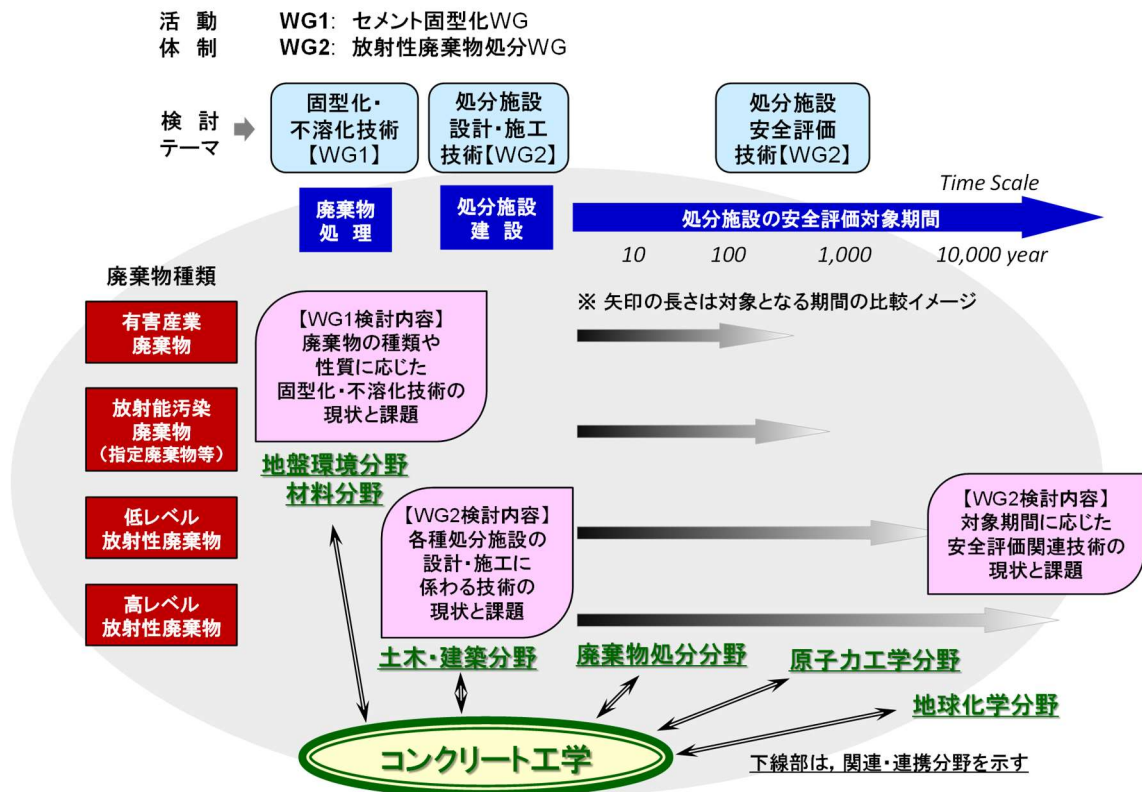 活 動 WG1: セメント固型化WG
体 制 WG2: 放射性廃棄物処分WG
検 討
テーマ
固型化・
不溶化技術
【WG1】
処分施設
設計・施工
技術【WG2】
処分施設
安全評価
技術【WG2】
Time Scale
廃棄物
処 理
処分施設
建 設
処分施設の安全評価対象期間
10 100 1,000 10,000 year
廃棄物種類
※ 矢印の長さは対象となる期間の比較イメージ
有害産業
廃棄物
【WG1検討内容】
廃棄物の種類や
性質に応じた
固型化・不溶化技術の
現状と課題
放射能汚染
廃棄物
(指定廃棄物等)
地盤環境分野
材料分野
低レベル
放射性廃棄物
【WG2検討内容】
各種処分施設の
設計・施工に
係わる技術の
現状と課題
【WG2検討内容】
対象期間に応じた
安全評価関連技術の
現状と課題
高レベル
放射性廃棄物
土木・建築分野
廃棄物処分分野
原子力工学分野
地球化学分野
コンクリート工学
下線部は，関連・連携分野を示す